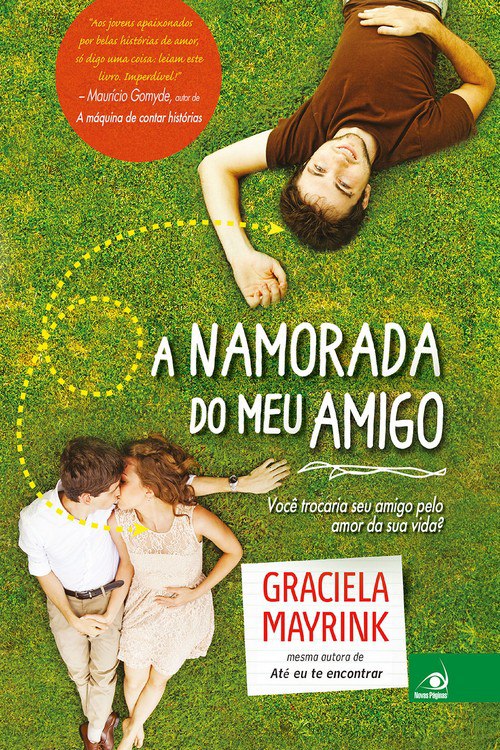 "Aos jovens apaixonados
por belas histórias de amor,
só digo uma coisa: leiam este
livro. Imperdível!"
– Maurício Gomyde, autor de
A máquina de contar histórias
A NAMORADA
DO MEU AMIGO
Você trocaria seu amigo pelo
amor da sua vida?
GRACIELA
MAYRINK
mesma autora de
Até eu te encontrar
Novas Páginas